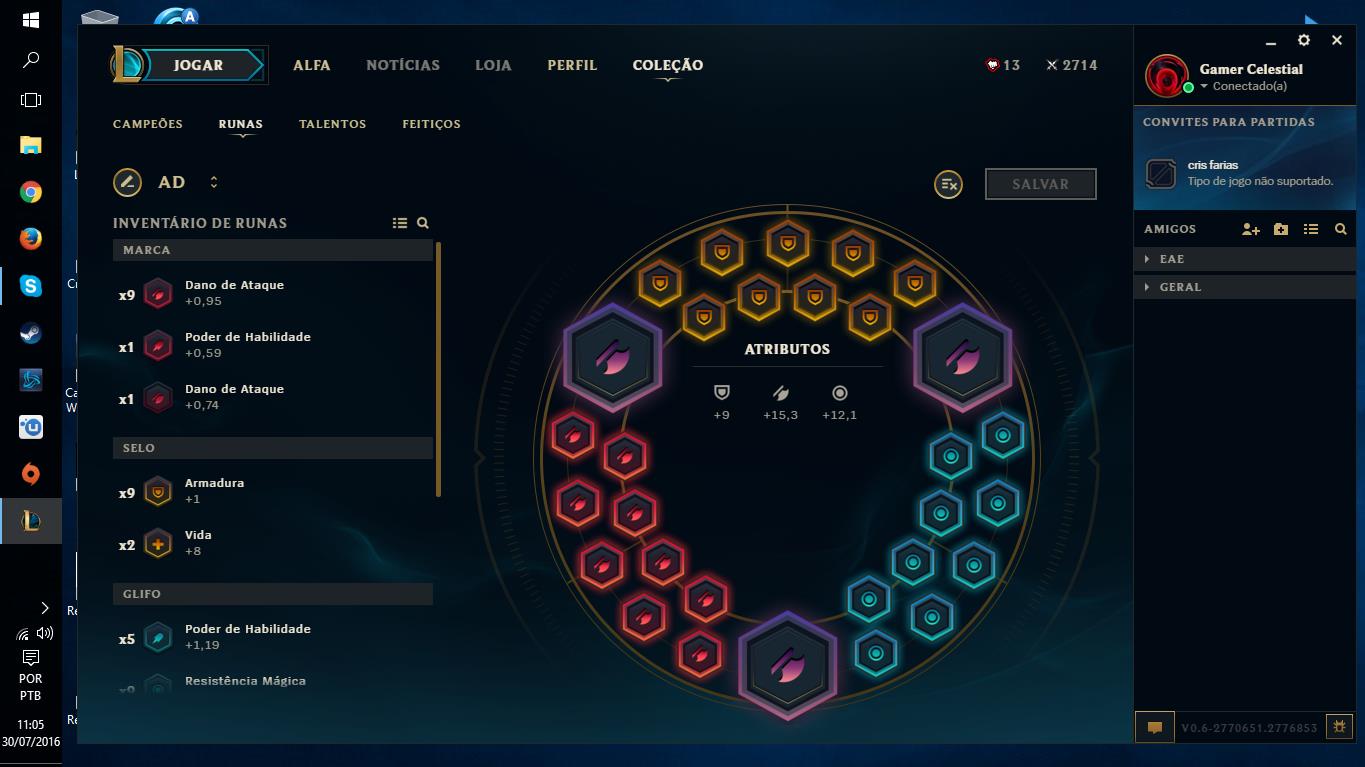 JOGAR
ALFA
NOTÍCIAS
LOJA
PERFIL
COLEÇÃO
13
2714
Gamer Celestial
Conectado(a)
CAMPEÕES
RUNAS
TALENTOS
FEITIÇOS
CONVITES PARA PARTIDAS
cris farias
Tipo de jogo não suportado.
AD
SALVAR
INVENTÁRIO DE RUNAS
AMIGOS
EAE
GERAL
MARCA
x9
Dano de Ataque
+0,95
x1
Poder de Habilidade
+0,59
x1
Dano de Ataque
+0,74
SELO
x9
Armadura
+1
x2
Vida
+8
GLIFO
x5
Poder de Habilidade
+1,19
x9
Resistência Mágica
ATRIBUTOS
+9
+15,3
+12,1
V0.6-2770651.2776853
POR
PTB
11:05
30/07/2016